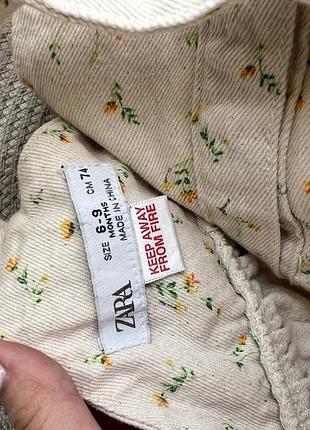 ZARA
SIZE 6-9
MONTHS
MADE IN CHINA
CM 74
KEEP AWAY
FROM FIRE